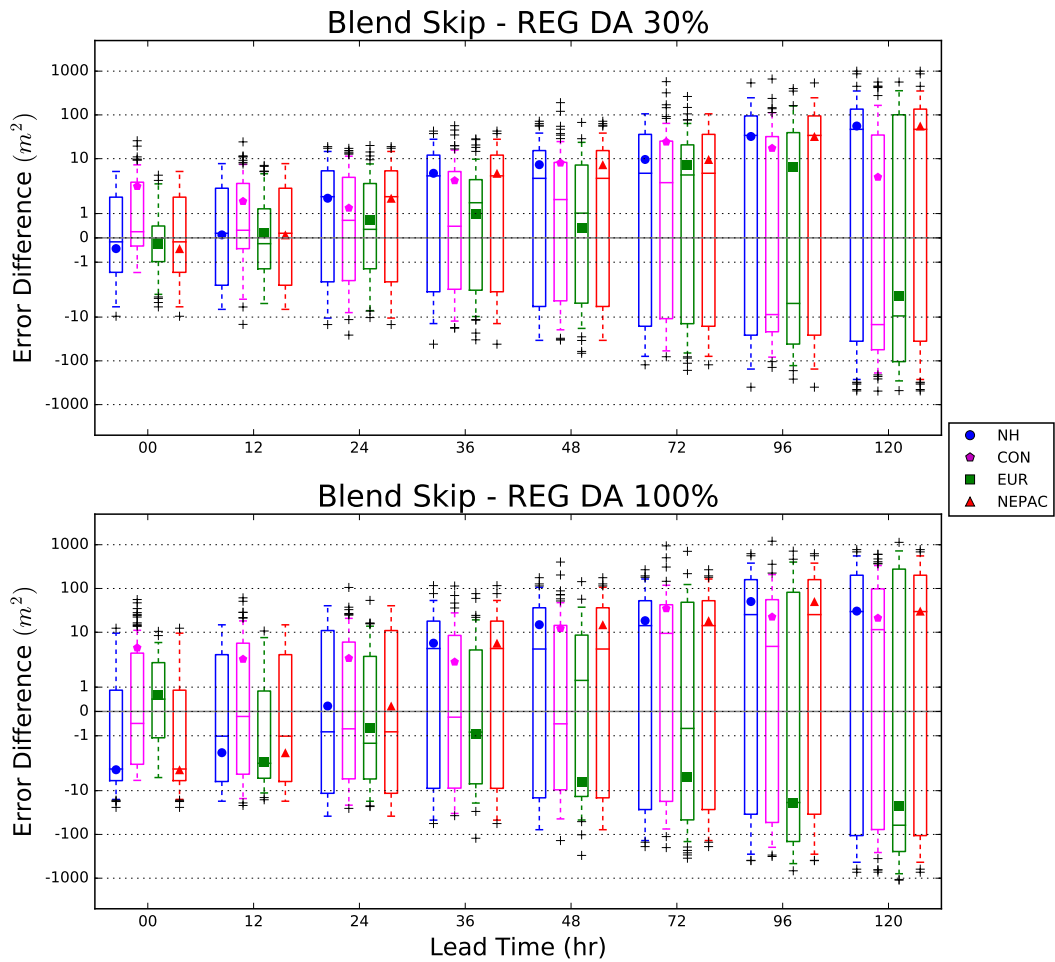 Blend Skip - REG DA 30%
Error Difference (m²)
1000
100
10
1
0
-1
-10
-100
-1000
00 12 24 36 48 72 96 120
NH
CON
EUR
NEPAC
Blend Skip - REG DA 100%
Error Difference (m²)
1000
100
10
1
0
-1
-10
-100
-1000
00 12 24 36 48 72 96 120
Lead Time (hr)